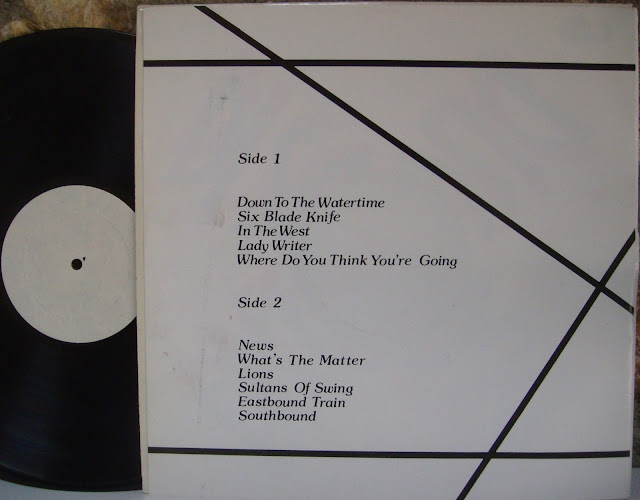 Side 1
Down To The Watertime
Six Blade Knife
In The West
Lady Writer
Where Do You Think You're Going
Side 2
News
What's The Matter
Lions
Sultans Of Swing
Eastbound Train
Southbound